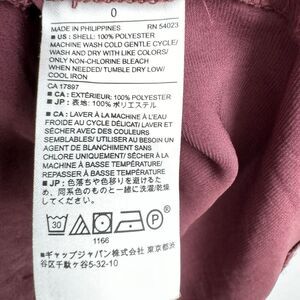 0
MADE IN PHILIPPINES RN 54023
■ US: SHELL: 100% POLYESTER
MACHINE WASH COLD GENTLE CYCLE/
WASH AND DRY WITH LIKE COLORS/
ONLY NON-CHLORINE BLEACH
WHEN NEEDED/ TUMBLE DRY LOW/
COOL IRON
CA 17897
■ CA: EXTÉRIEUR: 100% POLYESTER
■ JP: 表地: 100% ポリエステル
■ CA: LAVER À LA MACHINE À L'EAU
FROIDE AU CYCLE DÉLICAT/ LAVER ET
SÉCHER AVEC DES COULEURS
SEMBLABLES/ UTILISER AU BESOIN UN
AGENT DE BLANCHIMENT SANS
CHLORE UNIQUEMENT/ SÉCHER À LA
MACHINE À BASSE TEMPÉRATURE/
REPASSER À BASSE TEMPÉRATURE
■ JP: 色落ちや色移りを避けるた
め、同系色のものと一緒に洗濯/乾燥
してください。
30
P
1166
■ギャップジャパン株式会社 東京都渋
谷区千駄ヶ谷5-32-10